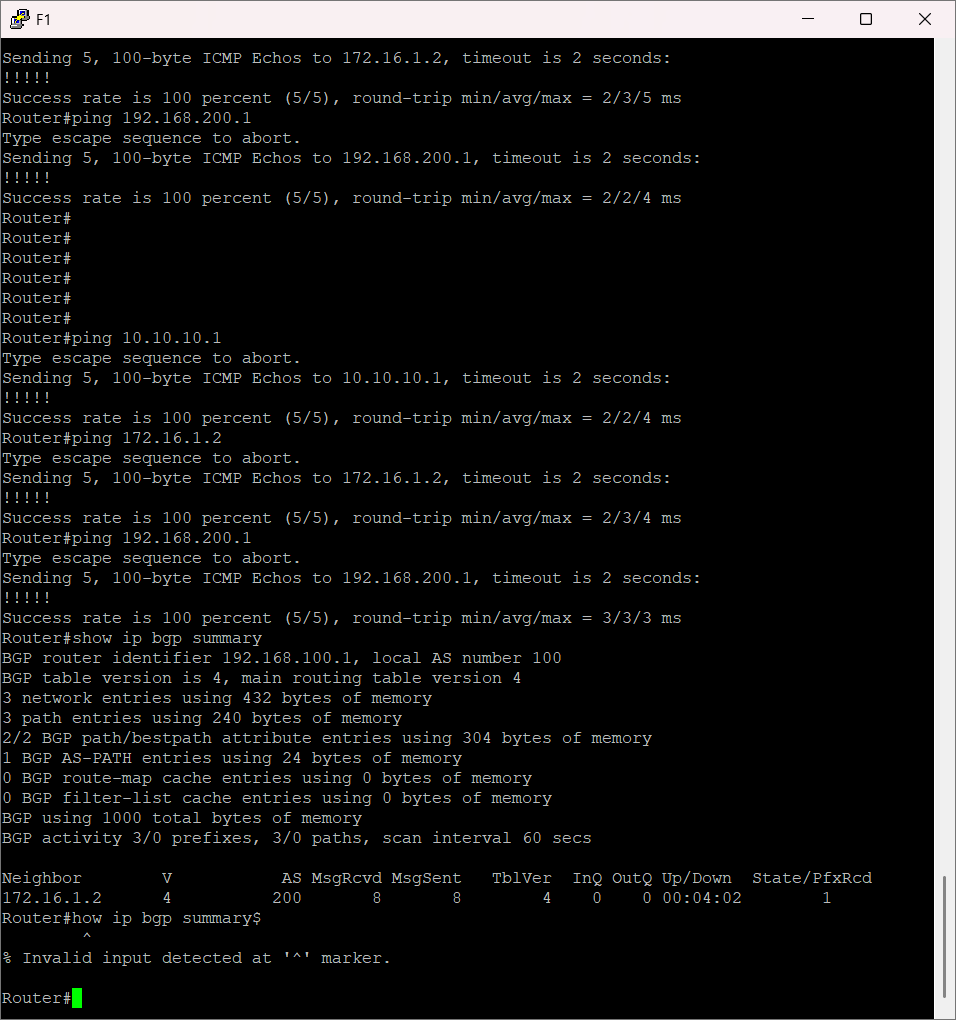 F1
Sending 5, 100-byte ICMP Echos to 172.16.1.2, timeout is 2 seconds:
!!!!!
Success rate is 100 percent (5/5), round-trip min/avg/max = 2/3/5 ms
Router#ping 192.168.200.1
Type escape sequence to abort.
Sending 5, 100-byte ICMP Echos to 192.168.200.1, timeout is 2 seconds:
!!!!!
Success rate is 100 percent (5/5), round-trip min/avg/max = 2/2/4 ms
Router#
Router#
Router#
Router#
Router#
Router#
Router#ping 10.10.10.1
Type escape sequence to abort.
Sending 5, 100-byte ICMP Echos to 10.10.10.1, timeout is 2 seconds:
!!!!!
Success rate is 100 percent (5/5), round-trip min/avg/max = 2/2/4 ms
Router#ping 172.16.1.2
Type escape sequence to abort.
Sending 5, 100-byte ICMP Echos to 172.16.1.2, timeout is 2 seconds:
!!!!!
Success rate is 100 percent (5/5), round-trip min/avg/max = 2/3/4 ms
Router#ping 192.168.200.1
Type escape sequence to abort.
Sending 5, 100-byte ICMP Echos to 192.168.200.1, timeout is 2 seconds:
!!!!!
Success rate is 100 percent (5/5), round-trip min/avg/max = 3/3/3 ms
Router#show ip bgp summary
BGP router identifier 192.168.100.1, local AS number 100
BGP table version is 4, main routing table version 4
3 network entries using 432 bytes of memory
3 path entries using 240 bytes of memory
2/2 BGP path/bestpath attribute entries using 304 bytes of memory
1 BGP AS-PATH entries using 24 bytes of memory
0 BGP route-map cache entries using 0 bytes of memory
0 BGP filter-list cache entries using 0 bytes of memory
BGP using 1000 total bytes of memory
BGP activity 3/0 prefixes, 3/0 paths, scan interval 60 secs
Neighbor        V           AS MsgRcvd MsgSent   TblVer  InQ OutQ Up/Down  State/PfxRcd
172.16.1.2      4          200       8       8        4    0    0 00:04:02        1
Router#how ip bgp summary$
        ^
% Invalid input detected at '^' marker.
Router#